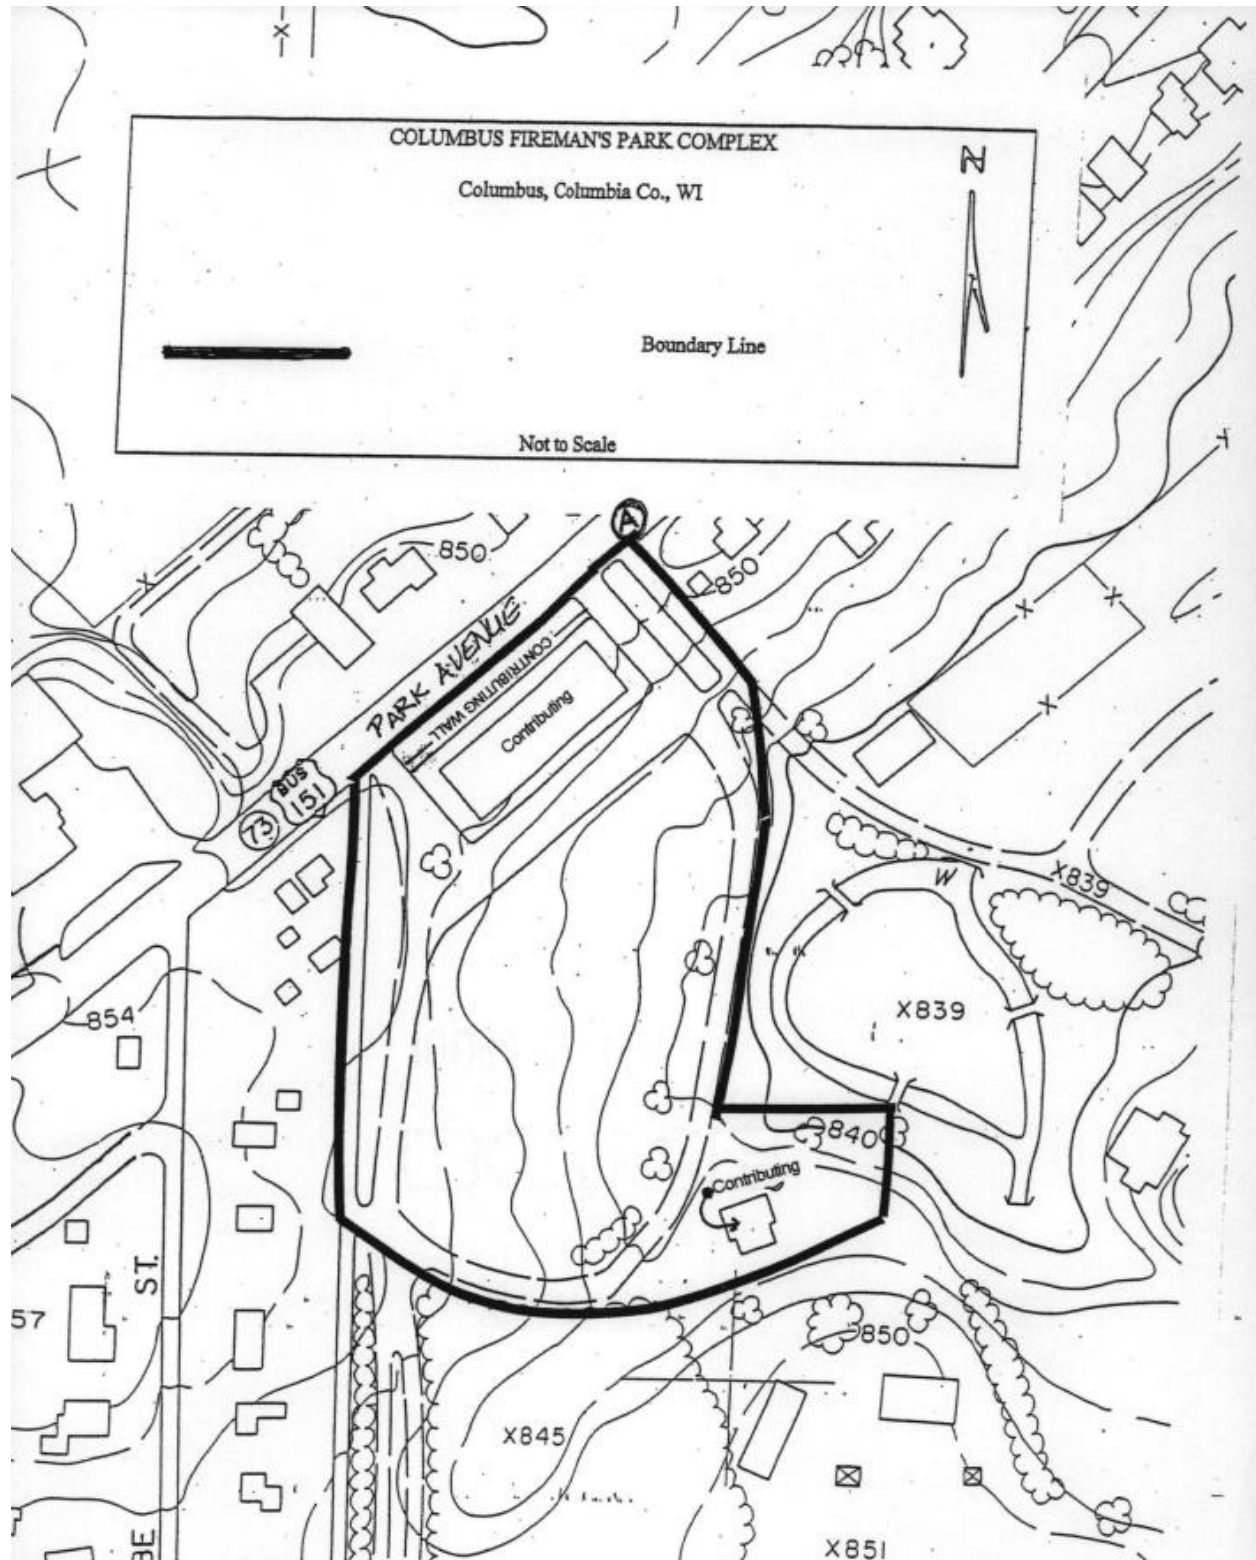 COLUMBUS FIREMAN'S PARK COMPLEX
N
Columbus, Columbia Co., WI
Boundary Line
Not to Scale
A
850
850
PARK AVENUE
CONTRIBUTING WALL
Contributing
BUS
151
73
X839
W
854
X839
840
Contributing
ST.
57
850
X845
X851
BE